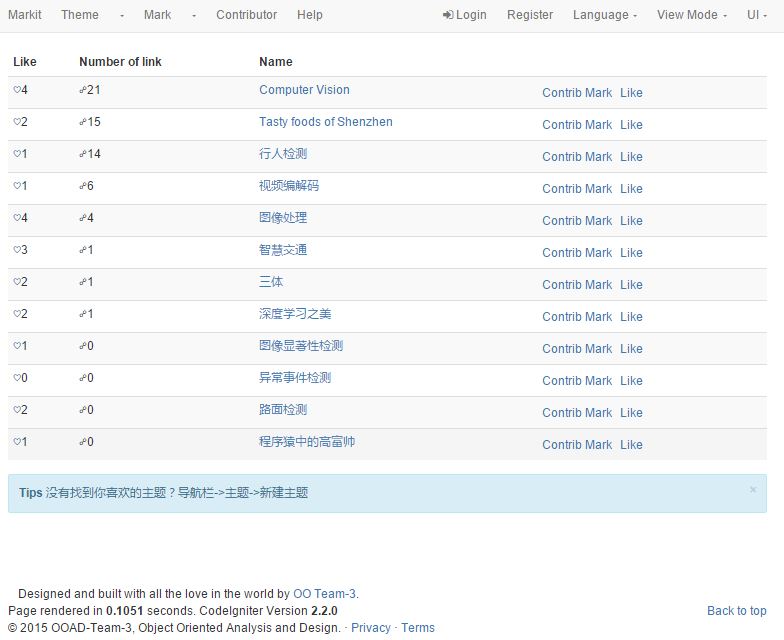 Markit Theme Mark Contributor Help Login Register Language View Mode UI
Like Number of link Name
4 21 Computer Vision Contrib Mark Like
2 15 Tasty foods of Shenzhen Contrib Mark Like
1 14 行人检测 Contrib Mark Like
1 6 视频编解码 Contrib Mark Like
4 4 图像处理 Contrib Mark Like
3 1 智慧交通 Contrib Mark Like
2 1 三体 Contrib Mark Like
2 1 深度学习之美 Contrib Mark Like
1 0 图像显著性检测 Contrib Mark Like
0 0 异常事件检测 Contrib Mark Like
2 0 路面检测 Contrib Mark Like
1 0 程序猿中的高富帅 Contrib Mark Like
Tips 没有找到你喜欢的主题？导航栏->主题->新建主题 ×
Designed and built with all the love in the world by OO Team-3.
Page rendered in 0.1051 seconds. CodeIgniter Version 2.2.0 Back to top
© 2015 OOAD-Team-3, Object Oriented Analysis and Design. · Privacy · Terms